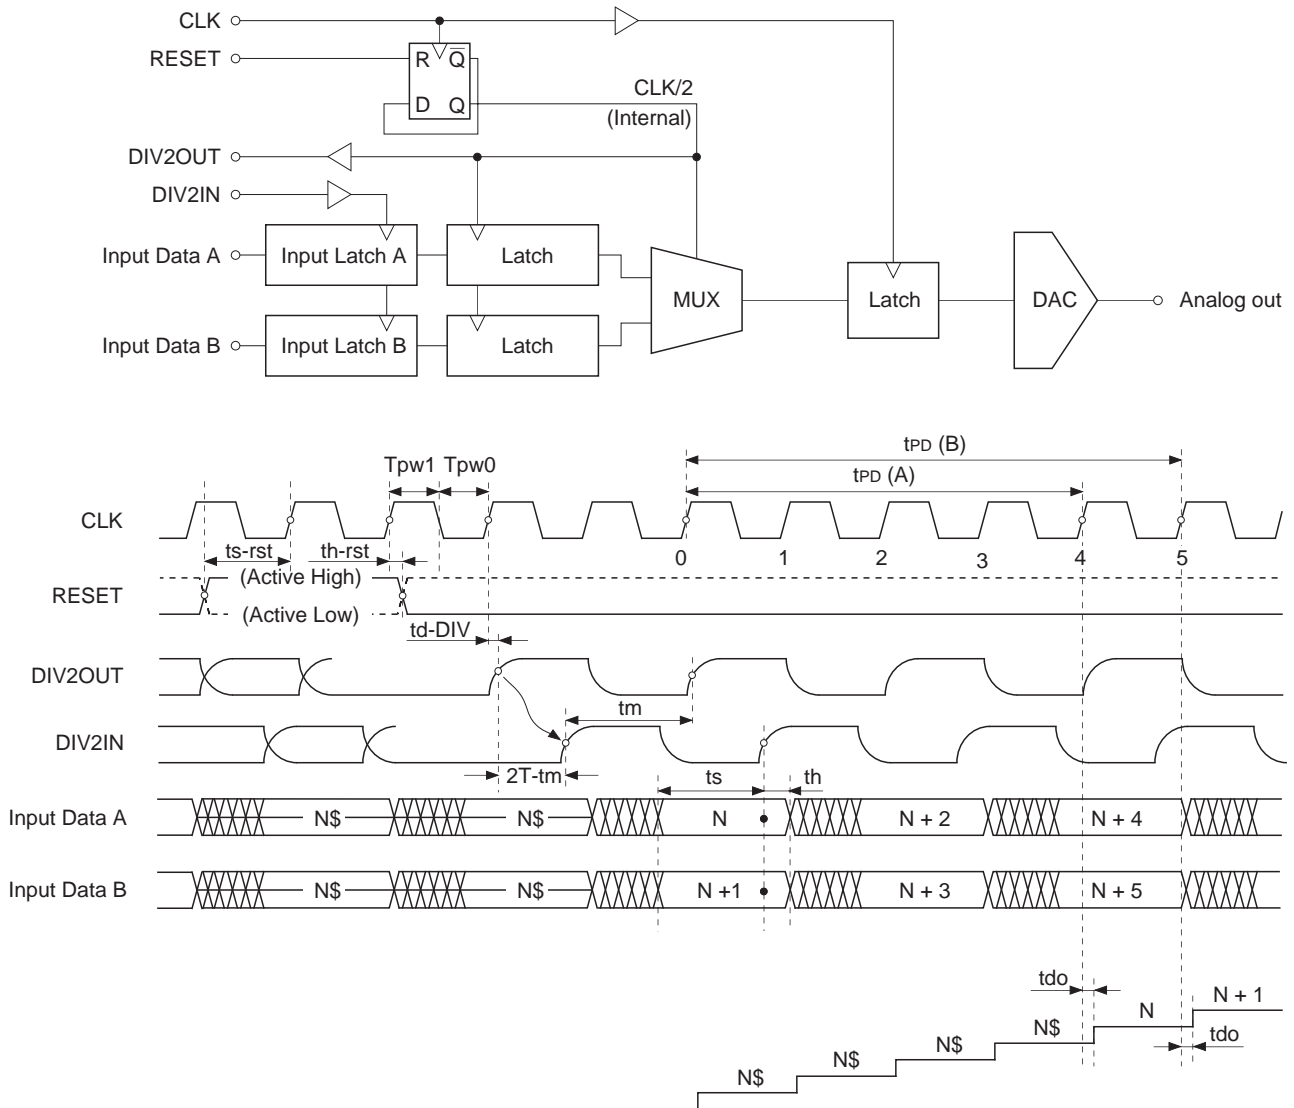 CLK
RESET
R Q
D Q
CLK/2
(Internal)
DIV2OUT
DIV2IN
Input Data A
Input Latch A
Latch
MUX
Latch
DAC
Analog out
Input Data B
Input Latch B
Latch
tPD (B)
Tpw1 Tpw0
tPD (A)
CLK
0 1 2 3 4 5
ts-rst th-rst
RESET
(Active High)
(Active Low)
td-DIV
DIV2OUT
tm
DIV2IN
2T-tm
ts th
Input Data A N$ N$ N N + 2 N + 4
Input Data B N$ N$ N +1 N + 3 N + 5
tdo
N$ N$ N$ N$ N N + 1
tdo